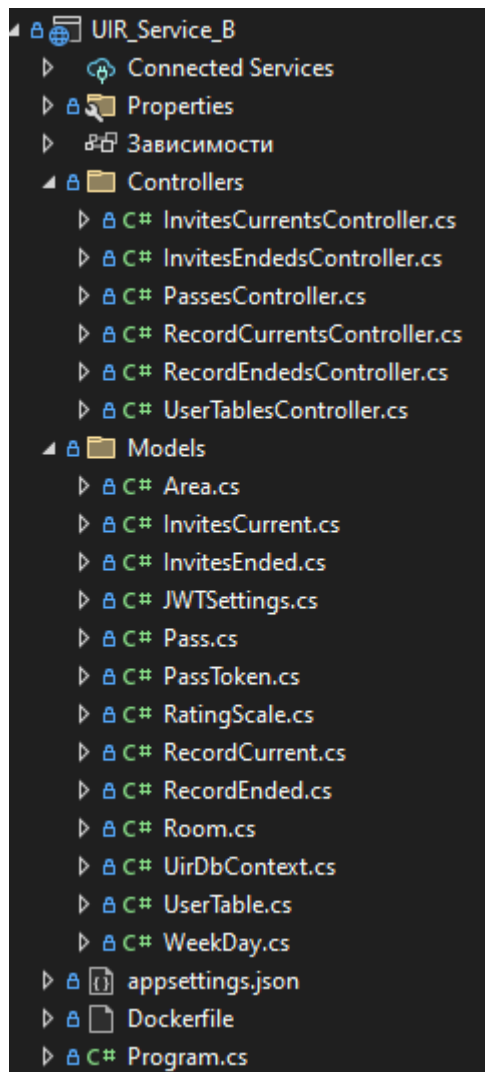 UIR_Service_B
Connected Services
Properties
Зависимости
Controllers
C# InvitesCurrentsController.cs
C# InvitesEndedsController.cs
C# PassesController.cs
C# RecordCurrentsController.cs
C# RecordEndedsController.cs
C# UserTablesController.cs
Models
C# Area.cs
C# InvitesCurrent.cs
C# InvitesEnded.cs
C# JWTSettings.cs
C# Pass.cs
C# PassToken.cs
C# RatingScale.cs
C# RecordCurrent.cs
C# RecordEnded.cs
C# Room.cs
C# UirDbContext.cs
C# UserTable.cs
C# WeekDay.cs
appsettings.json
Dockerfile
C# Program.cs